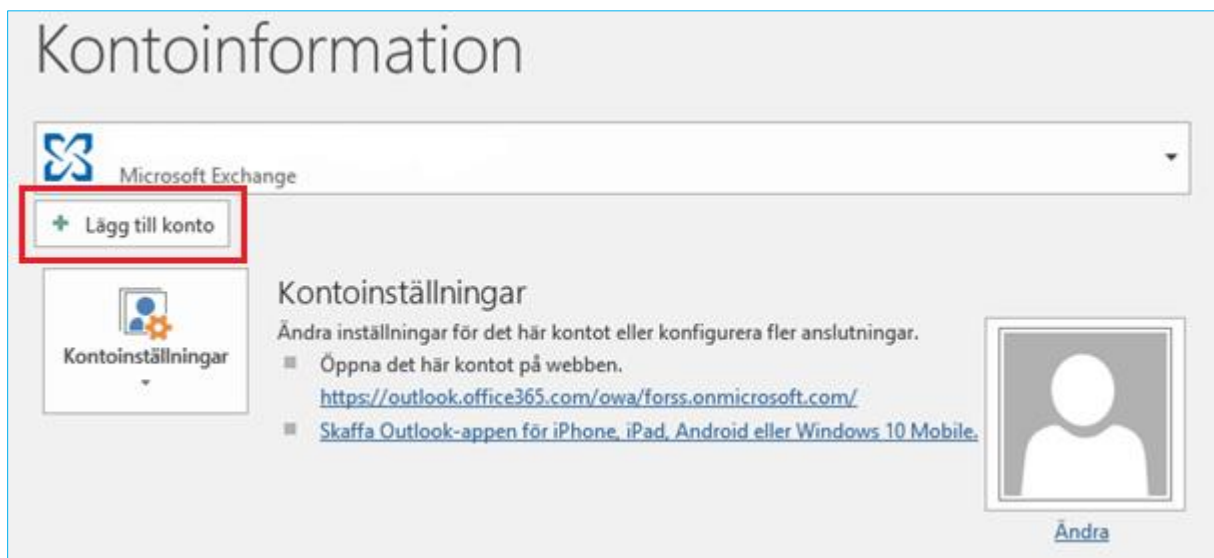 Kontoinformation
Microsoft Exchange
Lägg till konto
Kontoinställningar
Kontoinställningar
Ändra inställningar för det här kontot eller konfigurera fler anslutningar.
Öppna det här kontot på webben.
https://outlook.office365.com/owa/forss.onmicrosoft.com/
Skaffa Outlook-appen för iPhone, iPad, Android eller Windows 10 Mobile.
Ändra